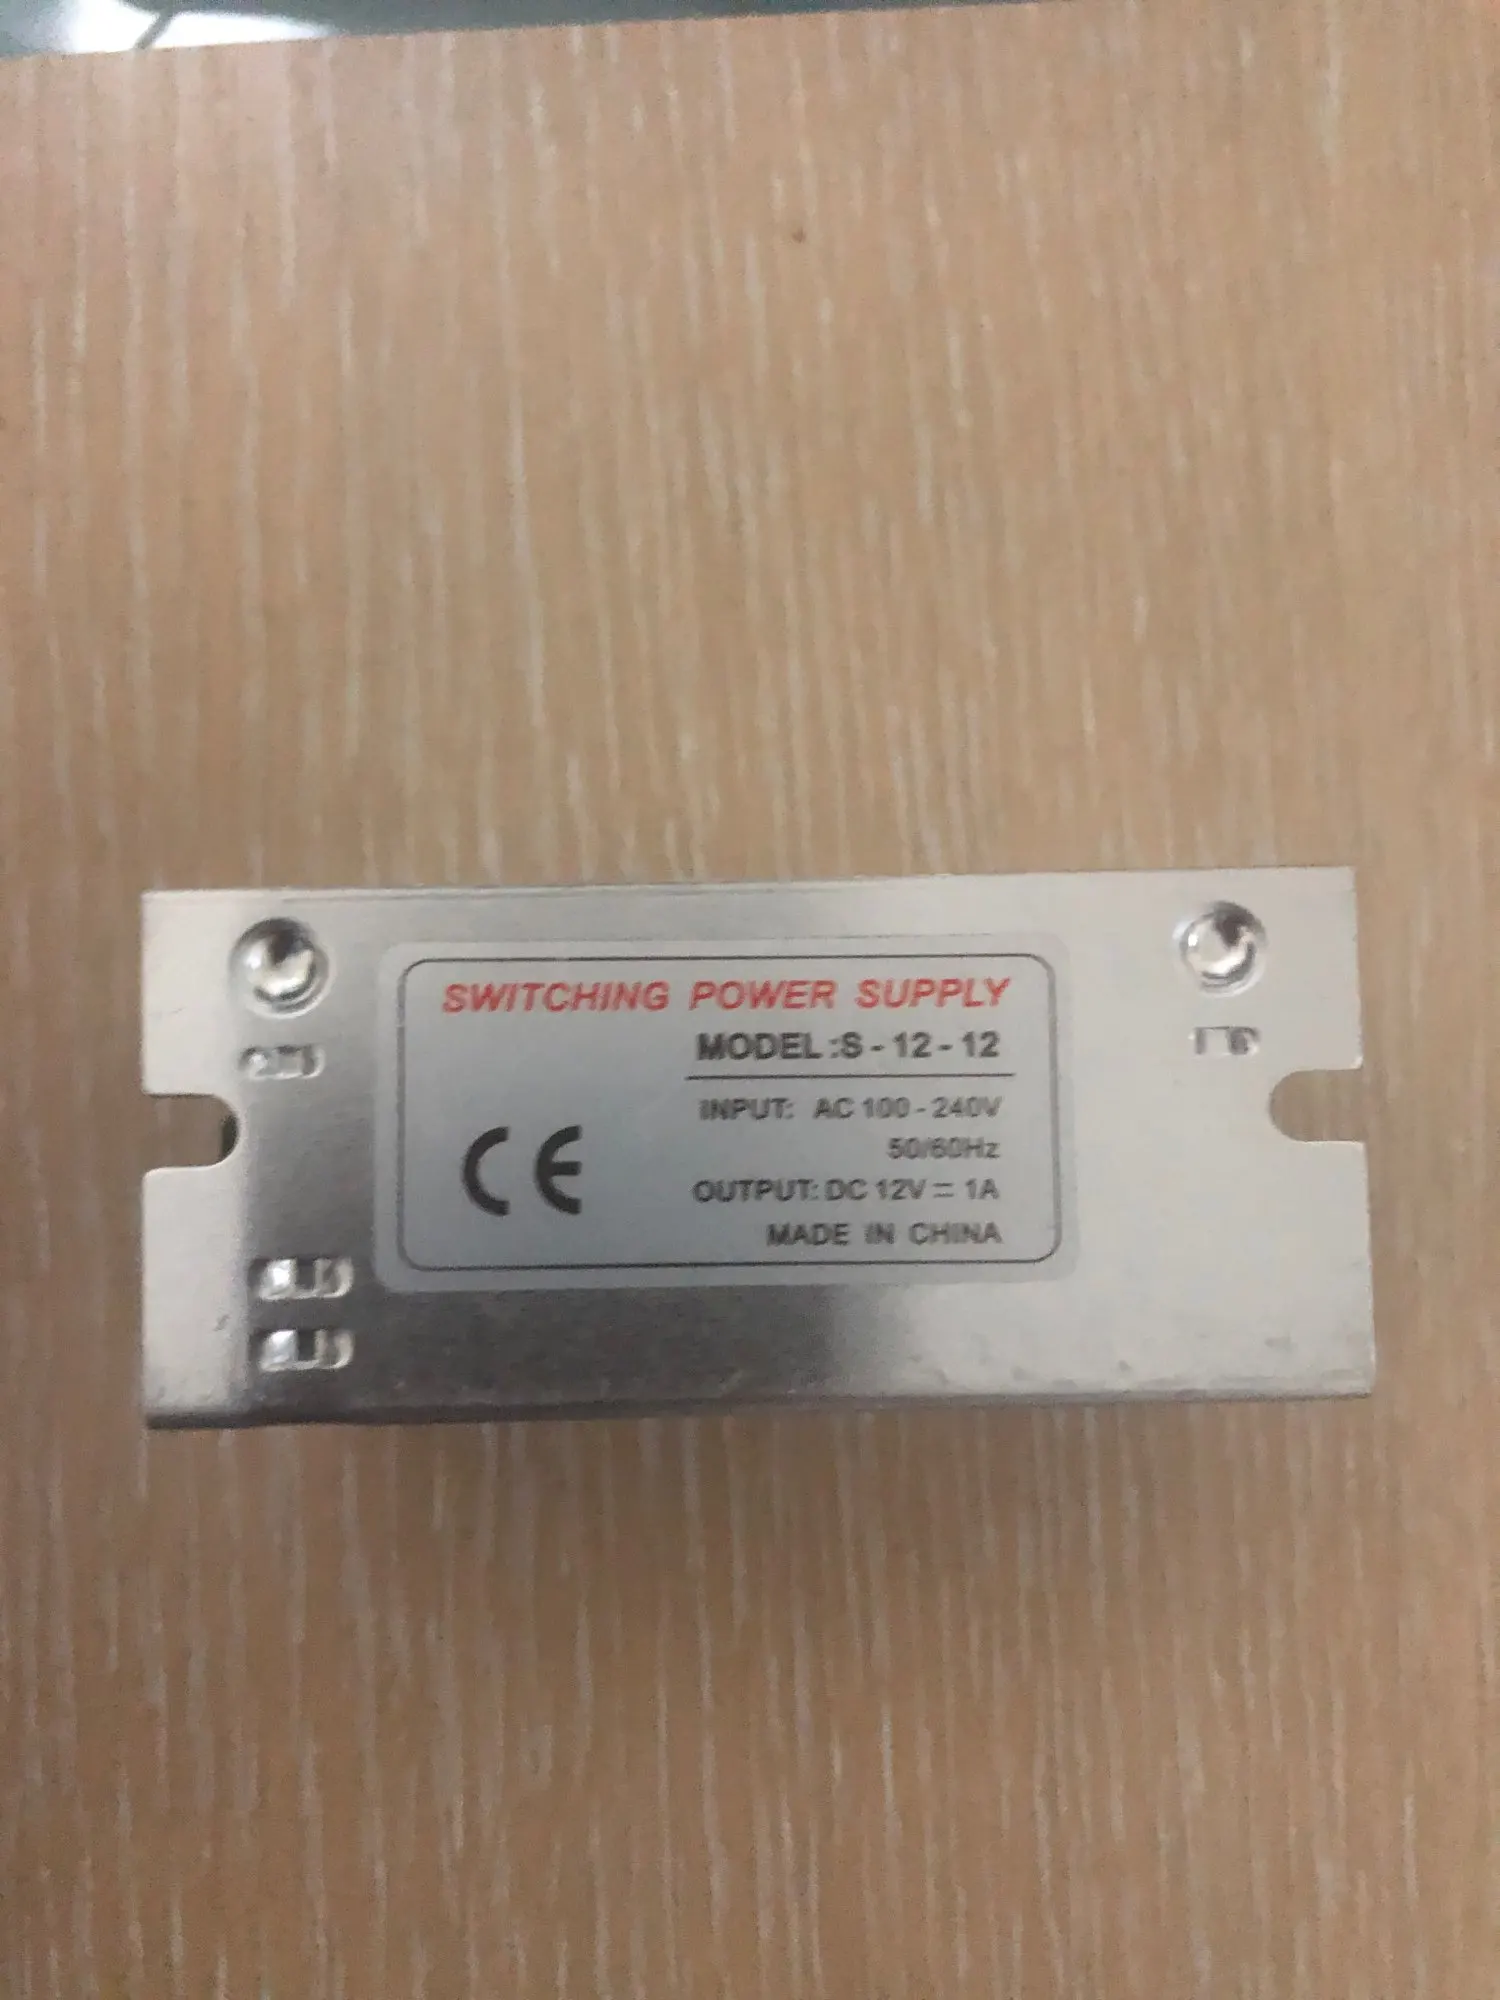 SWITCHING POWER SUPPLY
MODEL:S-12-12
INPUT: AC 100-240V
50/60Hz
CE
OUTPUT: DC 12V⎓1A
MADE IN CHINA